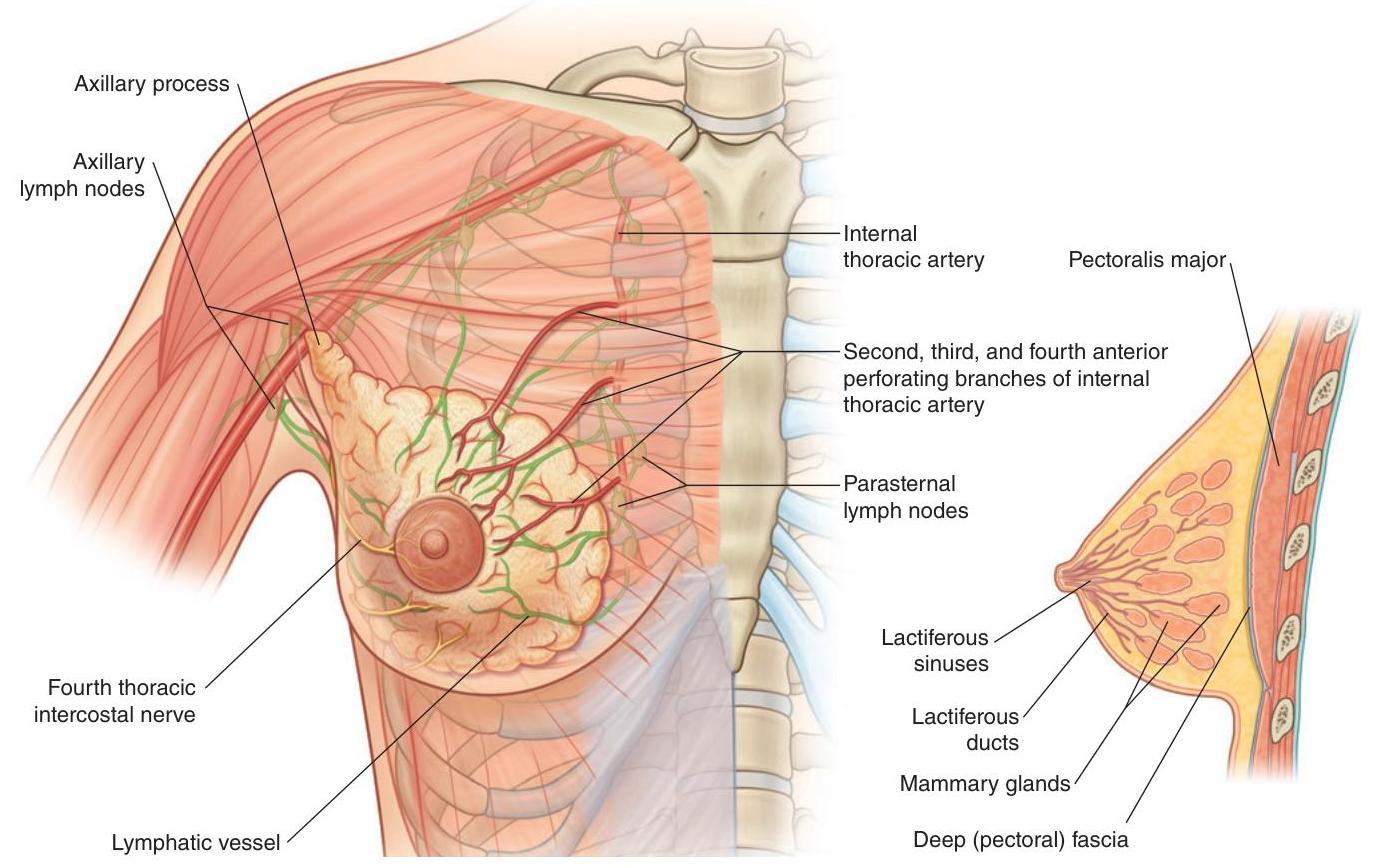 Axillary process
Axillary
lymph nodes
Internal
thoracic artery
Pectoralis major
Second, third, and fourth anterior
perforating branches of internal
thoracic artery
Parasternal
lymph nodes
Lactiferous
sinuses
Fourth thoracic
intercostal nerve
Lactiferous
ducts
Mammary glands
Lymphatic vessel
Deep (pectoral) fascia